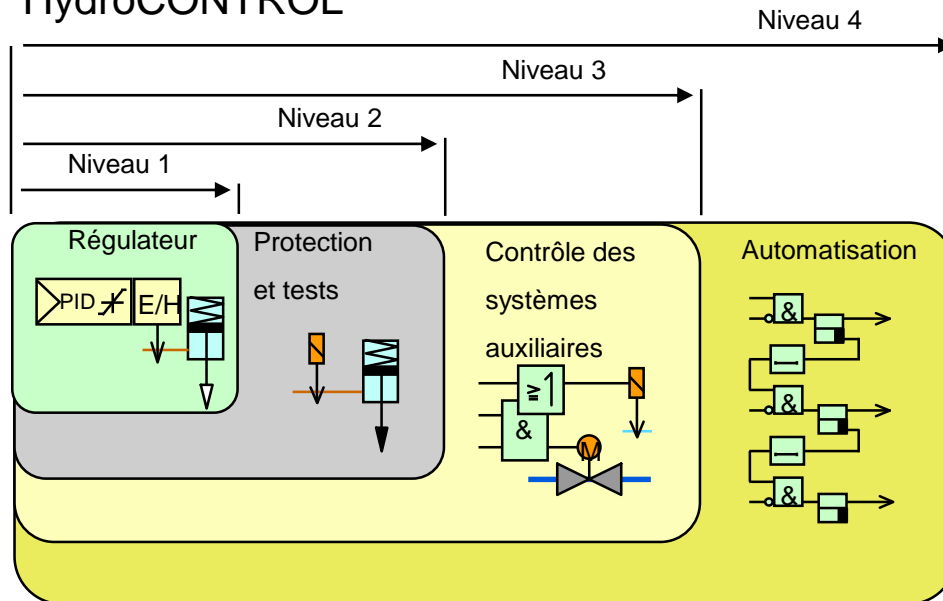 HydroCONTROL
Niveau 4
Niveau 3
Niveau 2
Niveau 1
Régulateur
PID
E/H
Protection
et tests
Contrôle des
systèmes
auxiliaires
≧1
&
M
Automatisation
&
&
&